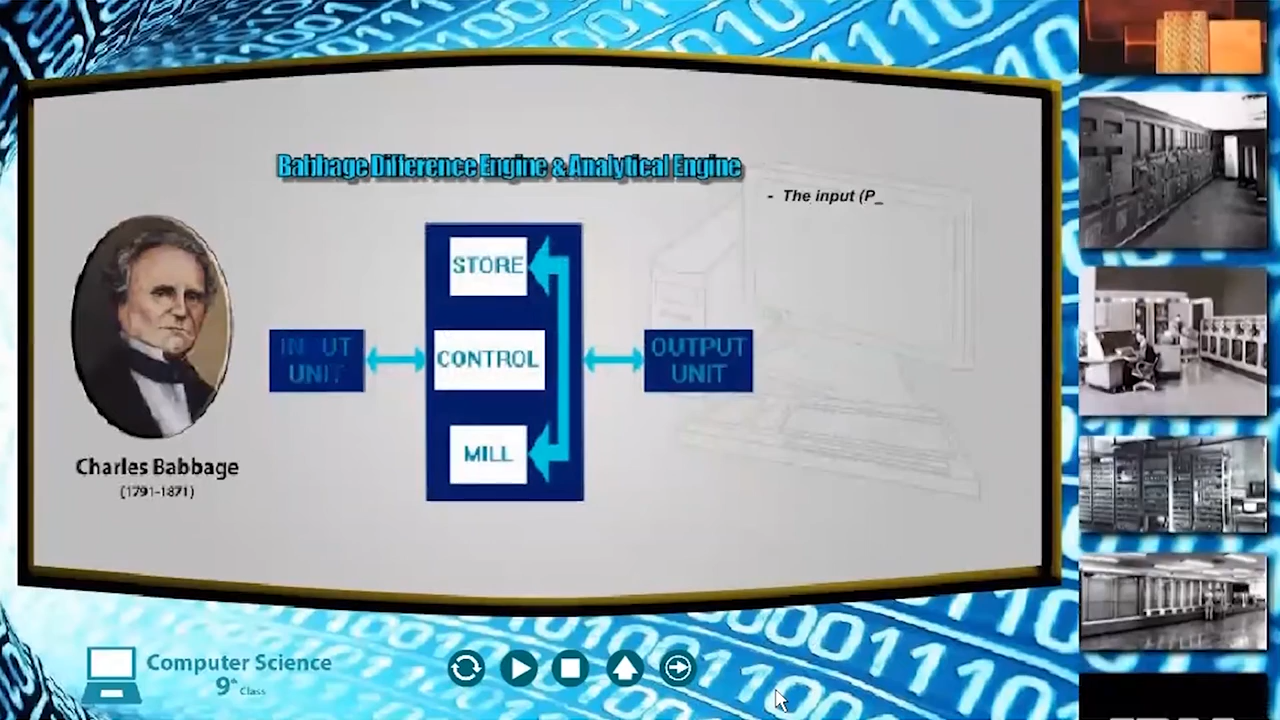 Babbage Difference Engine & Analytical Engine
- The input (P_
STORE
INPUT
UNIT
CONTROL
OUTPUT
UNIT
MILL
Charles Babbage
(1791-1871)
Computer Science
9th Class